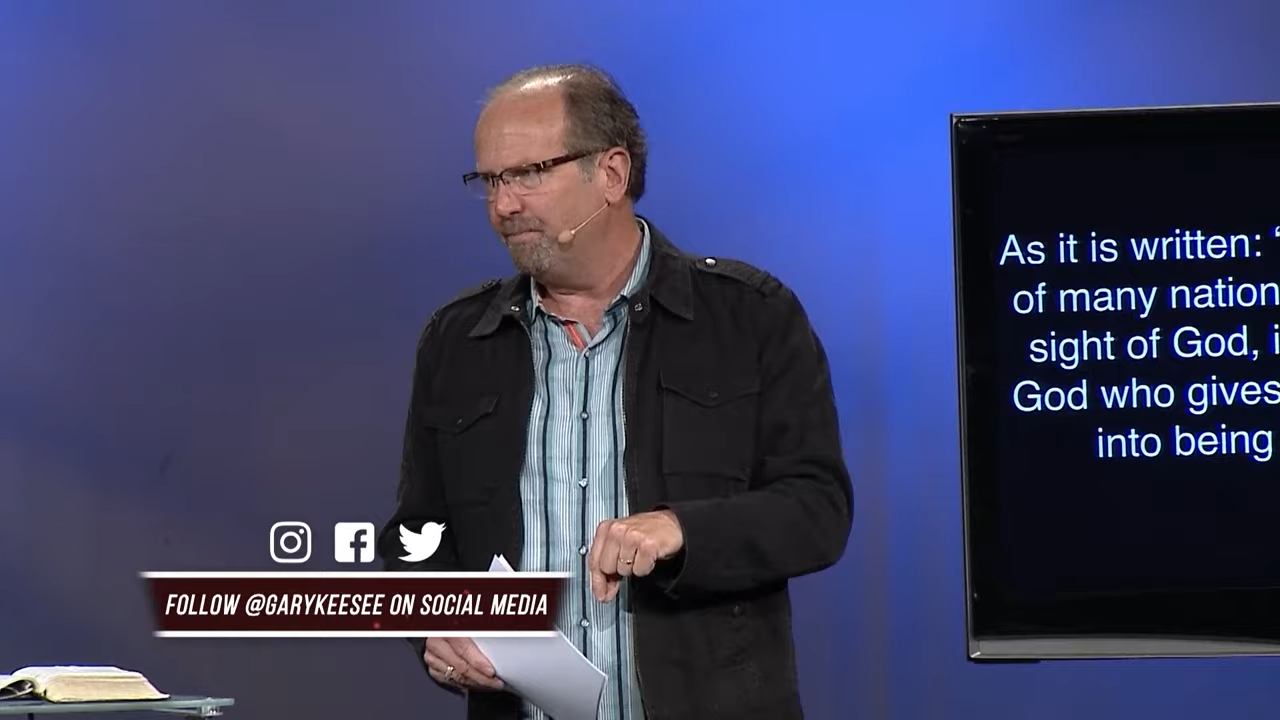 As it is written: “
of many nation
sight of God, i
God who gives
into being
FOLLOW @GARYKEESEE ON SOCIAL MEDIA